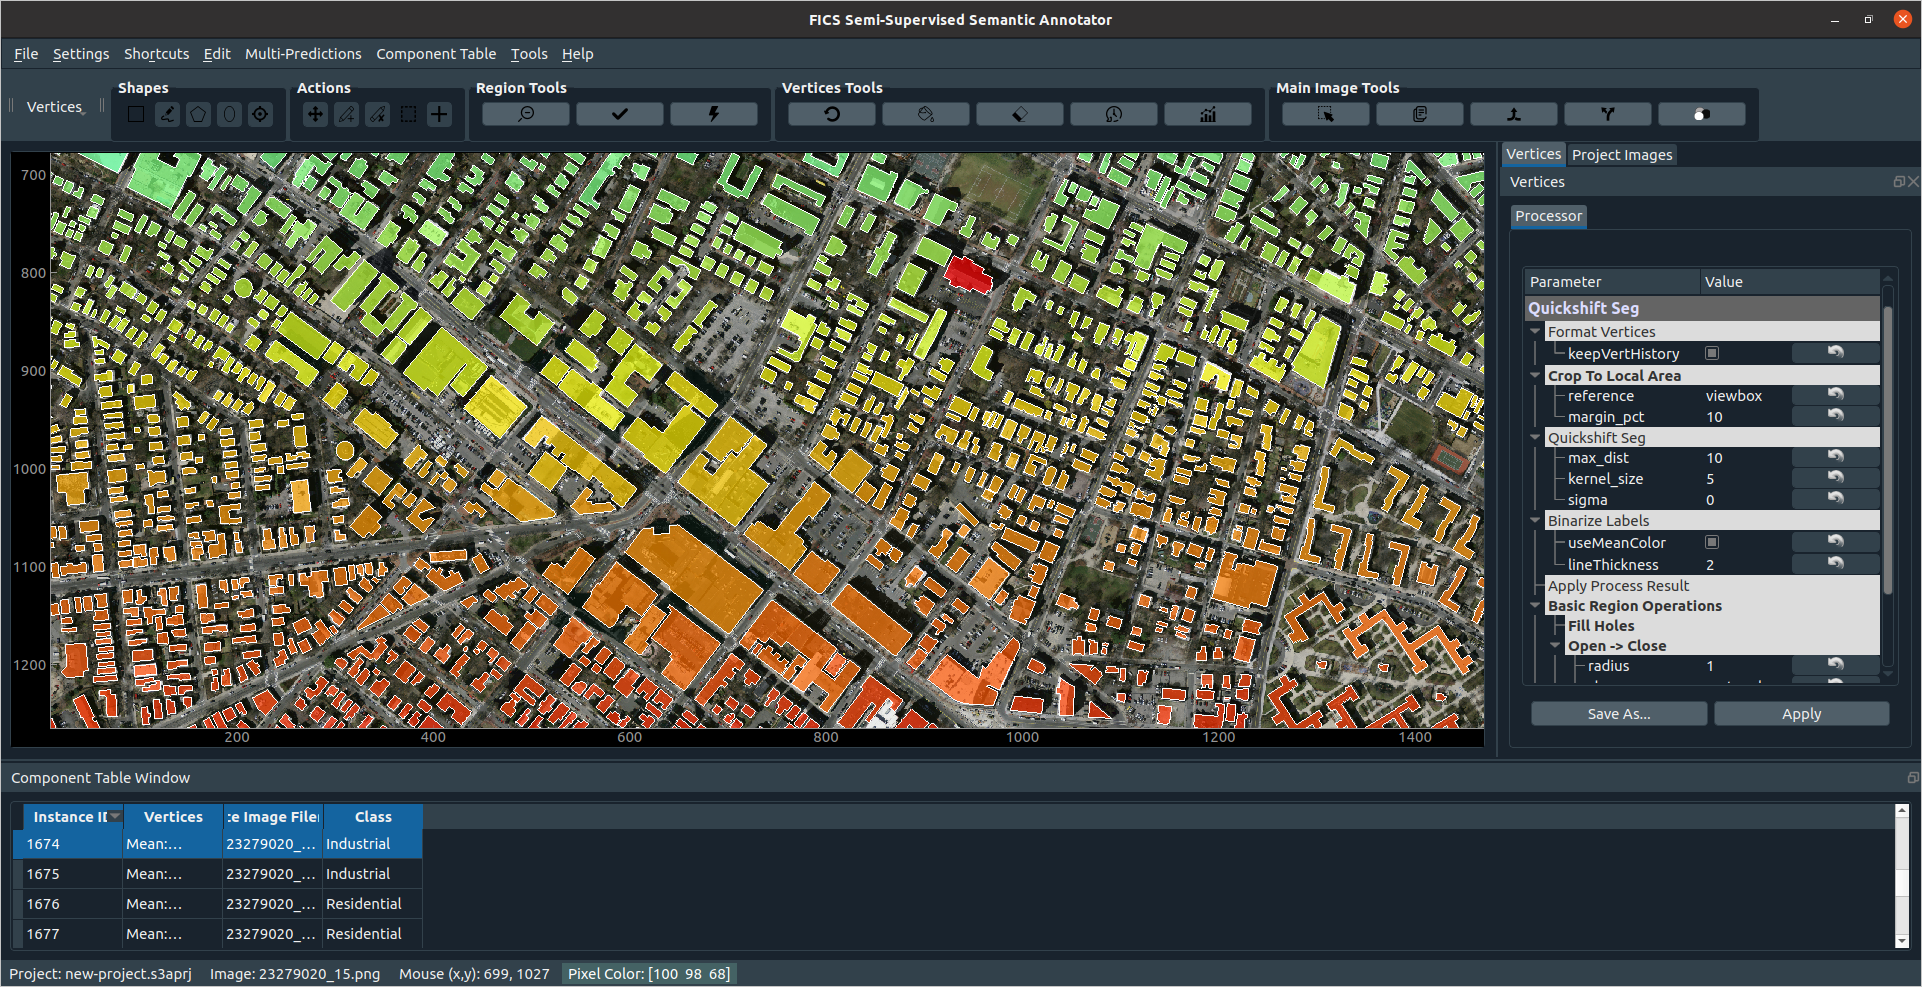 FICS Semi-Supervised Semantic Annotator
File Settings Shortcuts Edit Multi-Predictions Component Table Tools Help
Vertices
Shapes
Actions
Region Tools
Vertices Tools
Main Image Tools
700
800
900
1000
1100
1200
200 400 600 800 1000 1200 1400
Vertices Project Images
Vertices
Processor
Parameter Value
Quickshift Seg
Format Vertices
keepVertHistory
Crop To Local Area
reference viewbox
margin_pct 10
Quickshift Seg
max_dist 10
kernel_size 5
sigma 0
Binarize Labels
useMeanColor
lineThickness 2
Apply Process Result
Basic Region Operations
Fill Holes
Open -> Close
radius 1
Save As... Apply
Component Table Window
Instance ID Vertices :e Image Filen Class
1674 Mean:... 23279020_... Industrial
1675 Mean:... 23279020_... Industrial
1676 Mean:... 23279020_... Residential
1677 Mean:... 23279020_... Residential
Project: new-project.s3aprj Image: 23279020_15.png Mouse (x,y): 699, 1027 Pixel Color: [100 98 68]